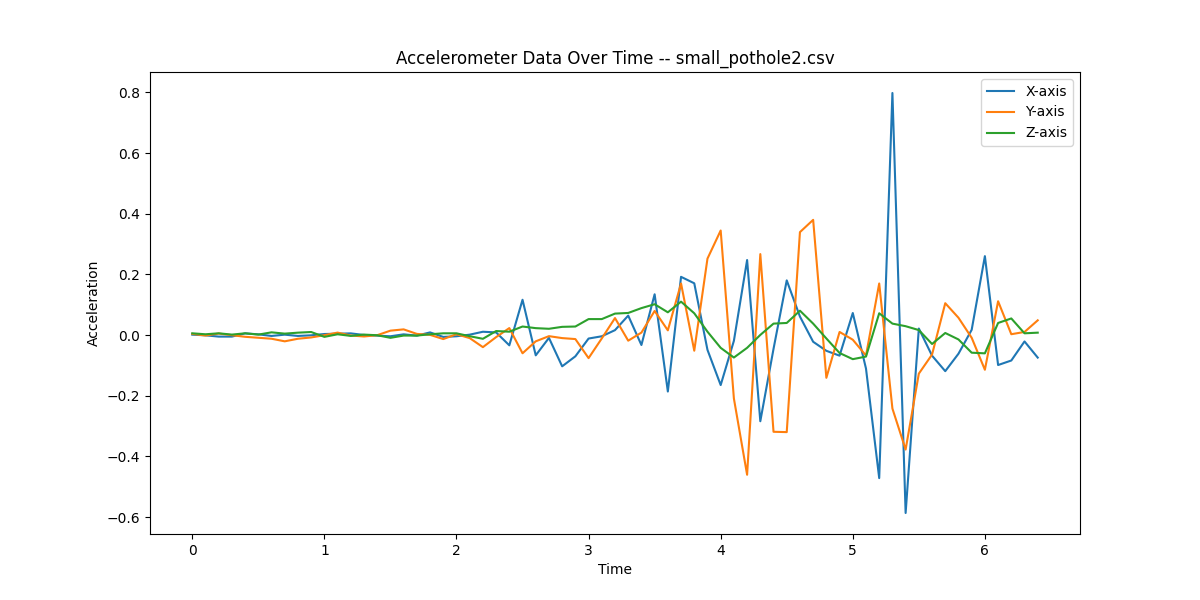 Accelerometer Data Over Time -- small_pothole2.csv
X-axis
Y-axis
Z-axis
Acceleration
0.8
0.6
0.4
0.2
0.0
−0.2
−0.4
−0.6
0 1 2 3 4 5 6
Time